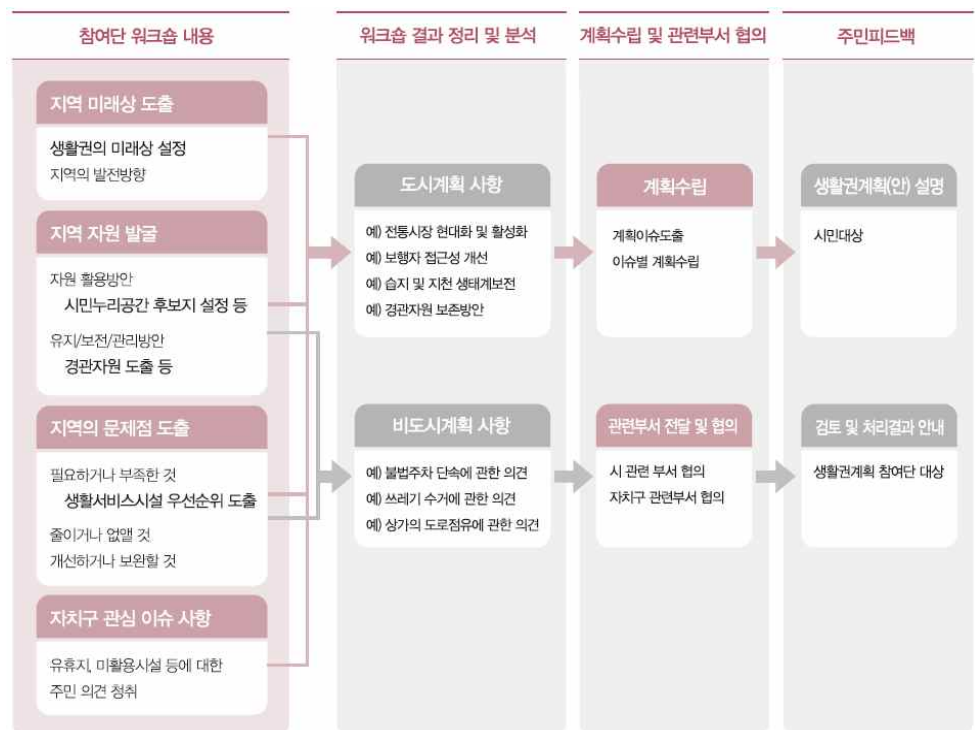 참여단 워크숍 내용
지역 미래상 도출
생활권의 미래상 설정
지역의 발전방향
지역 자원 발굴
자원 활용방안
시민누리공간 후보지 설정 등
유지/보전/관리방안
경관자원 도출 등
지역의 문제점 도출
필요하거나 부족한 것
생활서비스시설 우선순위 도출
줄이거나 없앨 것
개선하거나 보완할 것
자치구 관심 이슈 사항
유휴지, 미활용시설 등에 대한
주민 의견 청취
워크숍 결과 정리 및 분석
도시계획 사항
예) 전통시장 현대화 및 활성화
예) 보행자 접근성 개선
예) 습지 및 지천 생태계보전
예) 경관자원 보존방안
비도시계획 사항
예) 불법주차 단속에 관한 의견
예) 쓰레기 수거에 관한 의견
예) 상가의 도로점유에 관한 의견
계획수립 및 관련부서 협의
계획수립
계획이슈도출
이슈별 계획수립
관련부서 전달 및 협의
시 관련 부서 협의
자치구 관련부서 협의
주민피드백
생활권계획(안) 설명
시민대상
검토 및 처리결과 안내
생활권계획 참여단 대상